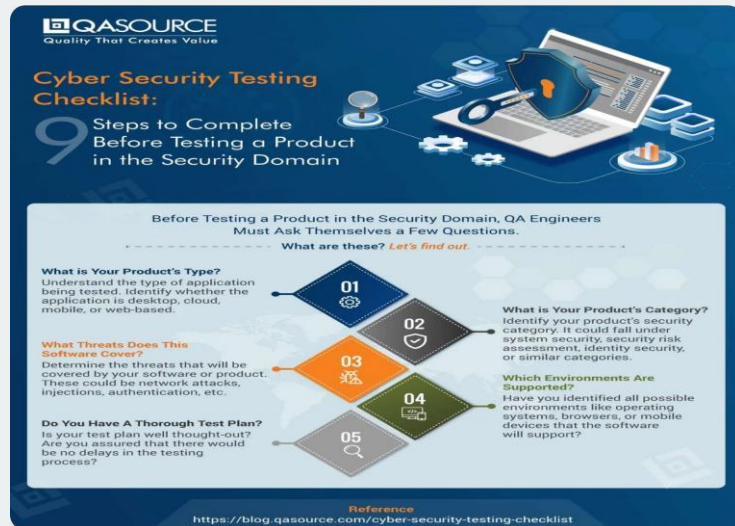 QASOURCE
Quality That Creates Value
Cyber Security Testing
Checklist:
9 Steps to Complete
Before Testing a Product
in the Security Domain
Before Testing a Product in the Security Domain, QA Engineers
Must Ask Themselves a Few Questions.
What are these? Let's find out.
01
What is Your Product's Type?
Understand the type of application
being tested. Identify whether the
application is desktop, cloud,
mobile, or web-based.
02
What is Your Product's Category?
Identify your product's security
category. It could fall under
system security, security risk
assessment, identity security,
or similar categories.
03
What Threats Does This
Software Cover?
Determine the threats that will be
covered by your software or product.
These could be network attacks,
injections, authentication, etc.
04
Which Environments Are
Supported?
Have you identified all possible
environments like operating
systems, browsers, or mobile
devices that the software
will support?
05
Do You Have A Thorough Test Plan?
Is your test plan well thought-out?
Are you assured that there would
be no delays in the testing
process?
Reference
https://blog.qasource.com/cyber-security-testing-checklist